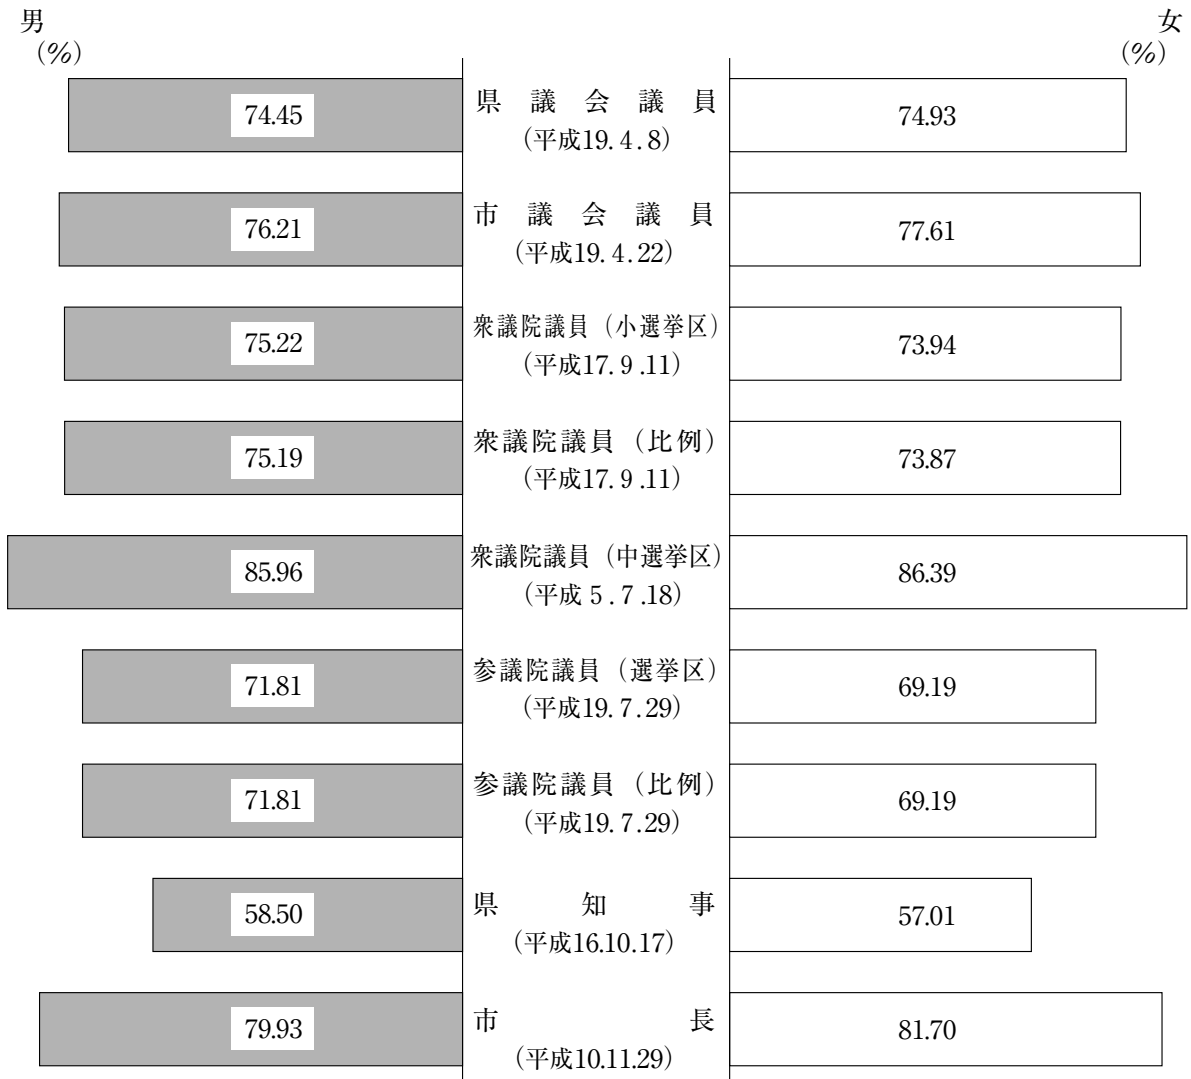 男 女
(%) (%)
74.45 県議会議員 74.93
(平成19.4.8)
76.21 市議会議員 77.61
(平成19.4.22)
75.22 衆議院議員（小選挙区） 73.94
(平成17.9.11)
75.19 衆議院議員（比例） 73.87
(平成17.9.11)
85.96 衆議院議員（中選挙区） 86.39
(平成5.7.18)
71.81 参議院議員（選挙区） 69.19
(平成19.7.29)
71.81 参議院議員（比例） 69.19
(平成19.7.29)
58.50 県知事 57.01
(平成16.10.17)
79.93 市長 81.70
(平成10.11.29)